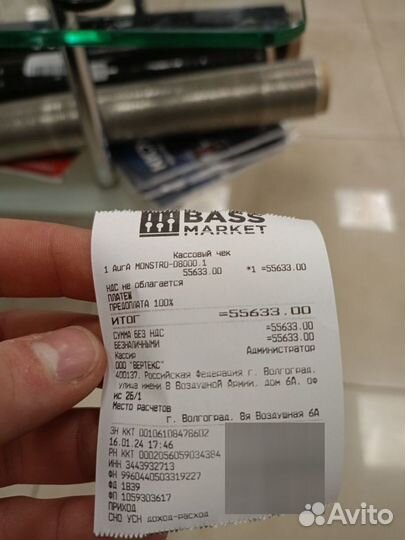 BASS
MARKET
Кассовый чек
1 AurA MONSTRO-D8000.1
55633.00 *1 =55633.00
НДС не облагается
ПЛАТЕЖ
ПРЕДОПЛАТА 100%
ИТОГ =55633.00
СУММА БЕЗ НДС =55633.00
БЕЗНАЛИЧНЫМИ =55633.00
Кассир Администратор
ООО "ВЕРТЕКС"
400137, Российская Федерация г. Волгоград,
улица имени 8 Воздушной Армии, дом 6А, оф
ис 26/1
Место расчетов
г. Волгоград, 8я Воздушная 6А
ЗН ККТ 00106108478602
16.01.24 17:46
РН ККТ 0002056059034384
ИНН 3443932713
ФН 9960440503319227
ФД 1839
ФП 1059303617
ПРИХОД
СНО УСН доход-расход
Avito